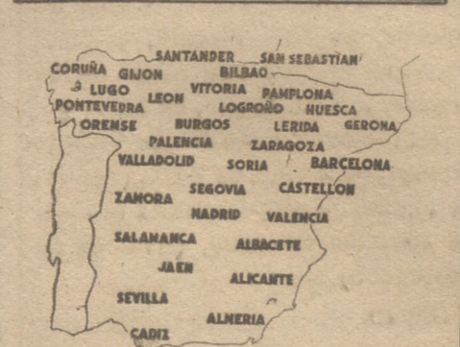 SANTANDER SAN SEBASTIAN
CORUÑA GIJON BILBAO
LUGO LEON VITORIA PAMPLONA
PONTEVEDRA LOGROÑO HUESCA
ORENSE BURGOS LERIDA GERONA
PALENCIA ZARAGOZA
VALLADOLID SORIA BARCELONA
ZAMORA SEGOVIA CASTELLON
MADRID VALENCIA
SALAMANCA ALBACETE
JAEN ALICANTE
SEVILLA
ALMERIA
CADIZ